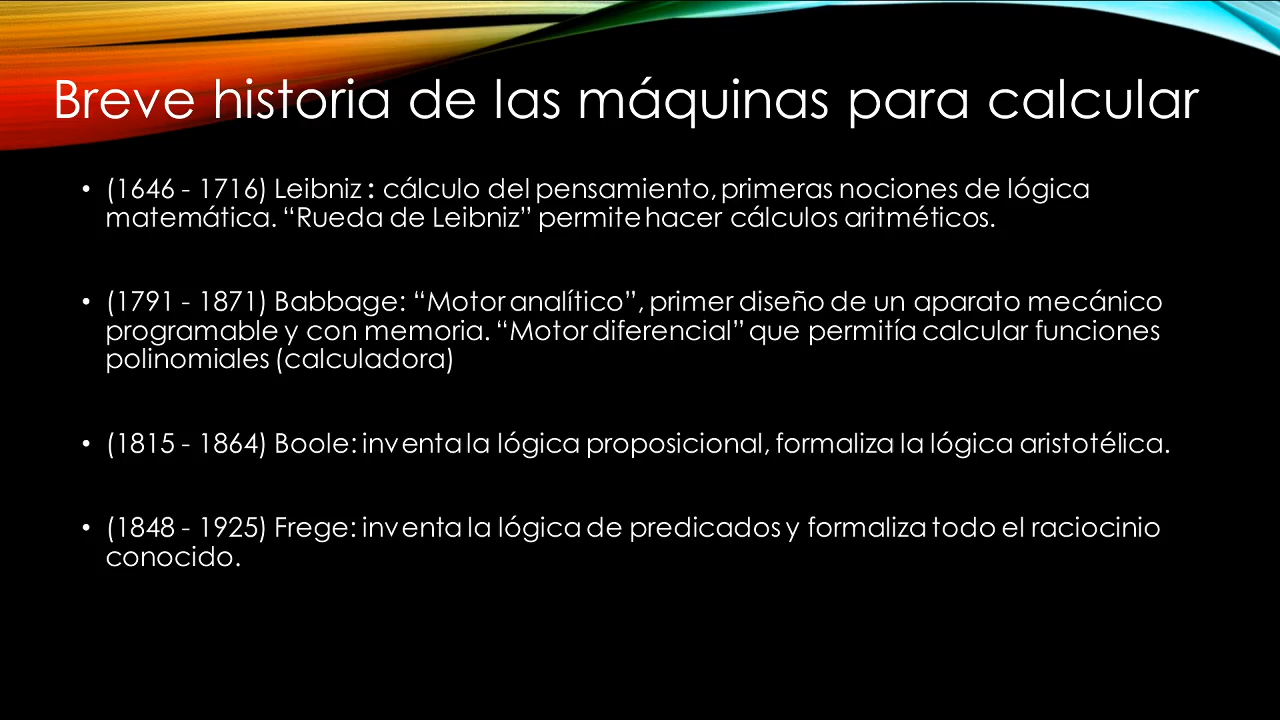 Breve historia de las máquinas para calcular
• (1646 - 1716) Leibniz : cálculo del pensamiento, primeras nociones de lógica
matemática. “Rueda de Leibniz” permite hacer cálculos aritméticos.
• (1791 - 1871) Babbage: “Motor analítico”, primer diseño de un aparato mecánico
programable y con memoria. “Motor diferencial” que permitía calcular funciones
polinomiales (calculadora)
• (1815 - 1864) Boole: inventa la lógica proposicional, formaliza la lógica aristotélica.
• (1848 - 1925) Frege: inventa la lógica de predicados y formaliza todo el raciocinio
conocido.